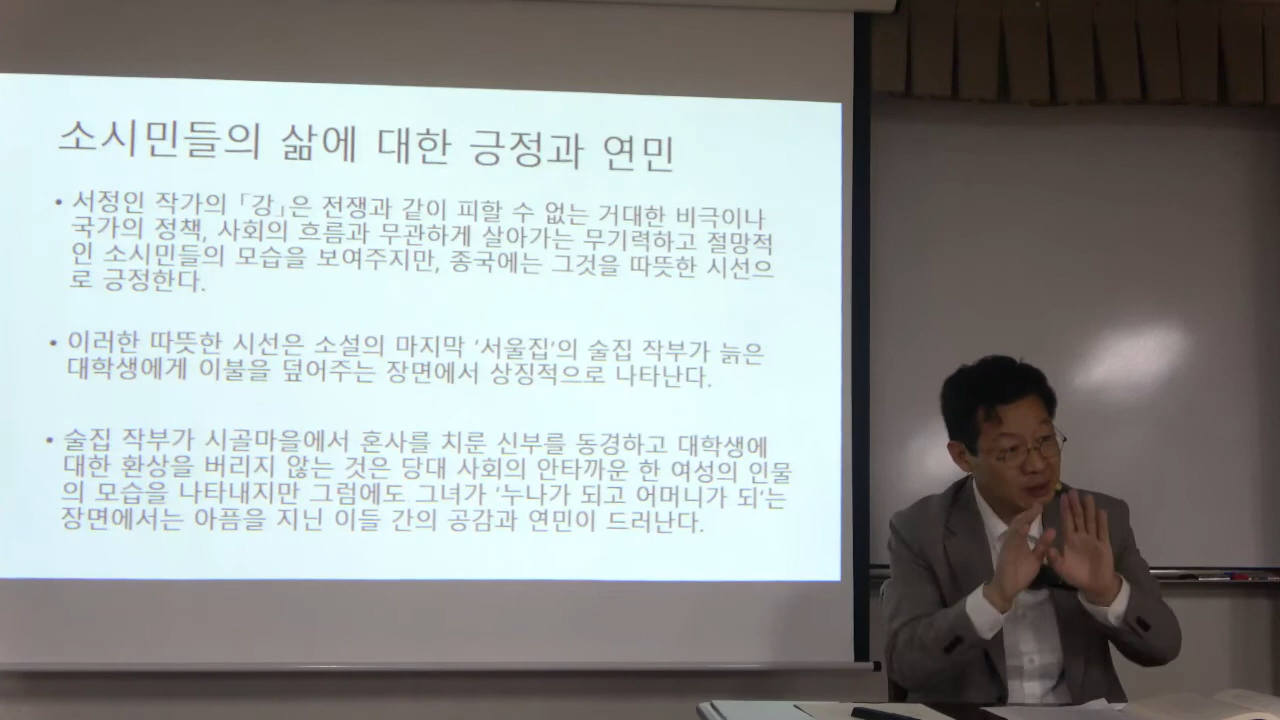 소시민들의 삶에 대한 긍정과 연민
• 서정인 작가의 「강」은 전쟁과 같이 피할 수 없는 거대한 비극이나
국가의 정책, 사회의 흐름과 무관하게 살아가는 무기력하고 절망적
인 소시민들의 모습을 보여주지만, 종국에는 그것을 따뜻한 시선으
로 긍정한다.
• 이러한 따뜻한 시선은 소설의 마지막 '서울집'의 술집 작부가 늙은
대학생에게 이불을 덮어주는 장면에서 상징적으로 나타난다.
• 술집 작부가 시골마을에서 혼사를 치룬 신부를 동경하고 대학생에
대한 환상을 버리지 않는 것은 당대 사회의 안타까운 한 여성의 인물
의 모습을 나타내지만 그럼에도 그녀가 '누나가 되고 어머니가 되'는
장면에서는 아픔을 지닌 이들 간의 공감과 연민이 드러난다.